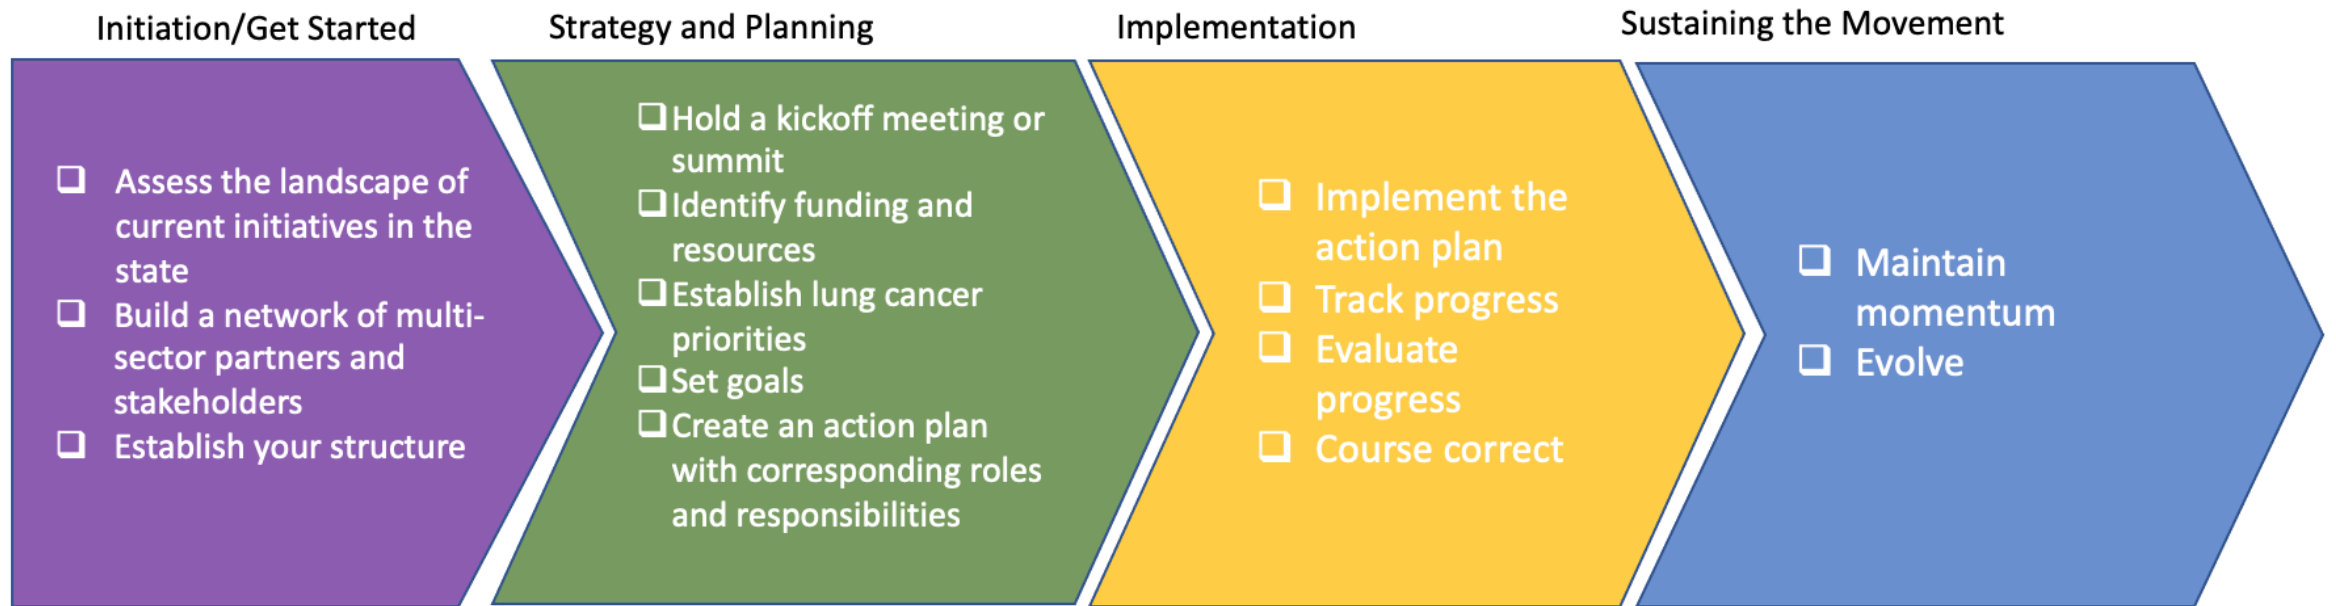 Initiation/Get Started
Strategy and Planning
Implementation
Sustaining the Movement
❑ Assess the landscape of
current initiatives in the
state
❑ Build a network of multi-
sector partners and
stakeholders
❑ Establish your structure
❑ Hold a kickoff meeting or
summit
❑ Identify funding and
resources
❑ Establish lung cancer
priorities
❑ Set goals
❑ Create an action plan
with corresponding roles
and responsibilities
❑ Implement the
action plan
❑ Track progress
❑ Evaluate
progress
❑ Course correct
❑ Maintain
momentum
❑ Evolve